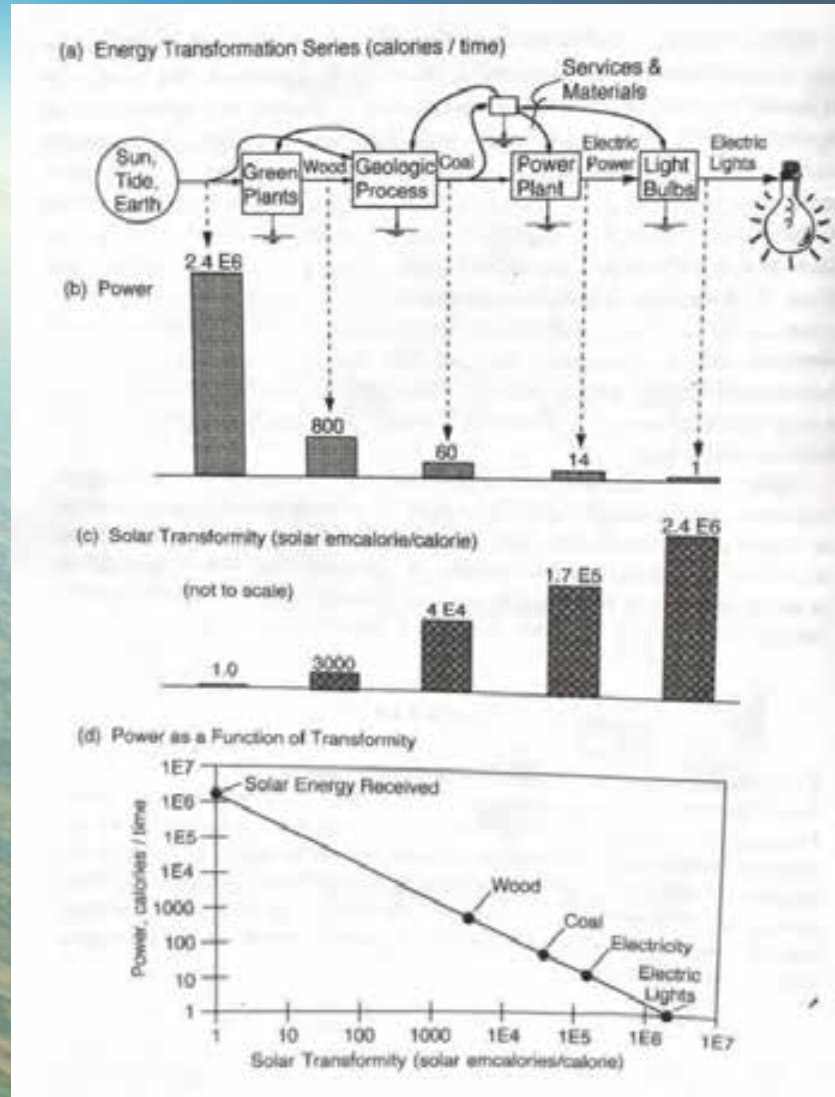 (a) Energy Transformation Series (calories / time)
Services &
Materials
Sun,
Tide,
Earth
Green
Plants
Wood
Geologic
Process
Coal
Power
Plant
Electric
Power
Light
Bulbs
Electric
Lights
(b) Power
2.4 E6
800
60
14
1
(c) Solar Transformity (solar emcalorie/calorie)
(not to scale)
1.0
3000
4 E4
1.7 E5
2.4 E6
(d) Power as a Function of Transformity
Power, calories / time
1E7
1E6
1E5
1E4
1000
100
10
1
Solar Energy Received
Wood
Coal
Electricity
Electric
Lights
1
10
100
1000
1E4
1E5
1E6
1E7
Solar Transformity (solar emcalories/calorie)